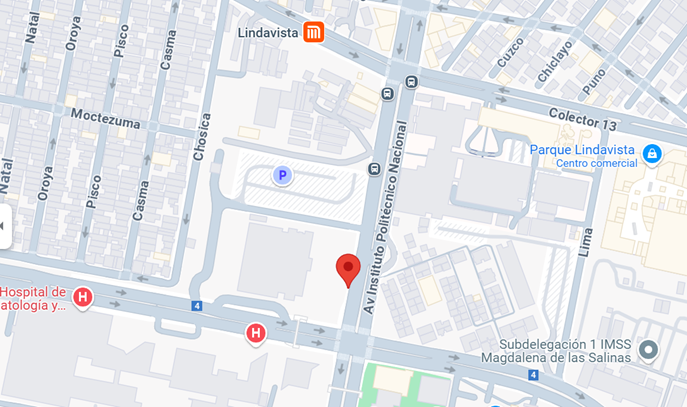 Natal
Oroya
Pisco
Casma
Lindavista
Cuzco
Chiclayo
Puno
Moctezuma
Chosica
Colector 13
Parque Lindavista
Centro comercial
P
Natal
Oroya
Pisco
Casma
Av Instituto Politécnico Nacional
Lima
Hospital de
atología y...
H
4
H
Subdelegación 1 IMSS
Magdalena de las Salinas
4